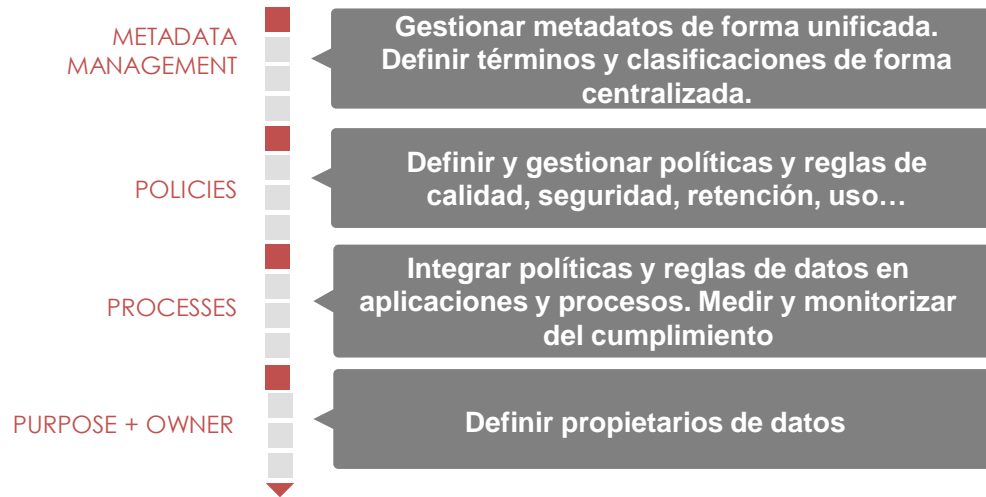 METADATA
MANAGEMENT
Gestionar metadatos de forma unificada.
Definir términos y clasificaciones de forma
centralizada.
POLICIES
Definir y gestionar políticas y reglas de
calidad, seguridad, retención, uso…
PROCESSES
Integrar políticas y reglas de datos en
aplicaciones y procesos. Medir y monitorizar
del cumplimiento
PURPOSE + OWNER
Definir propietarios de datos